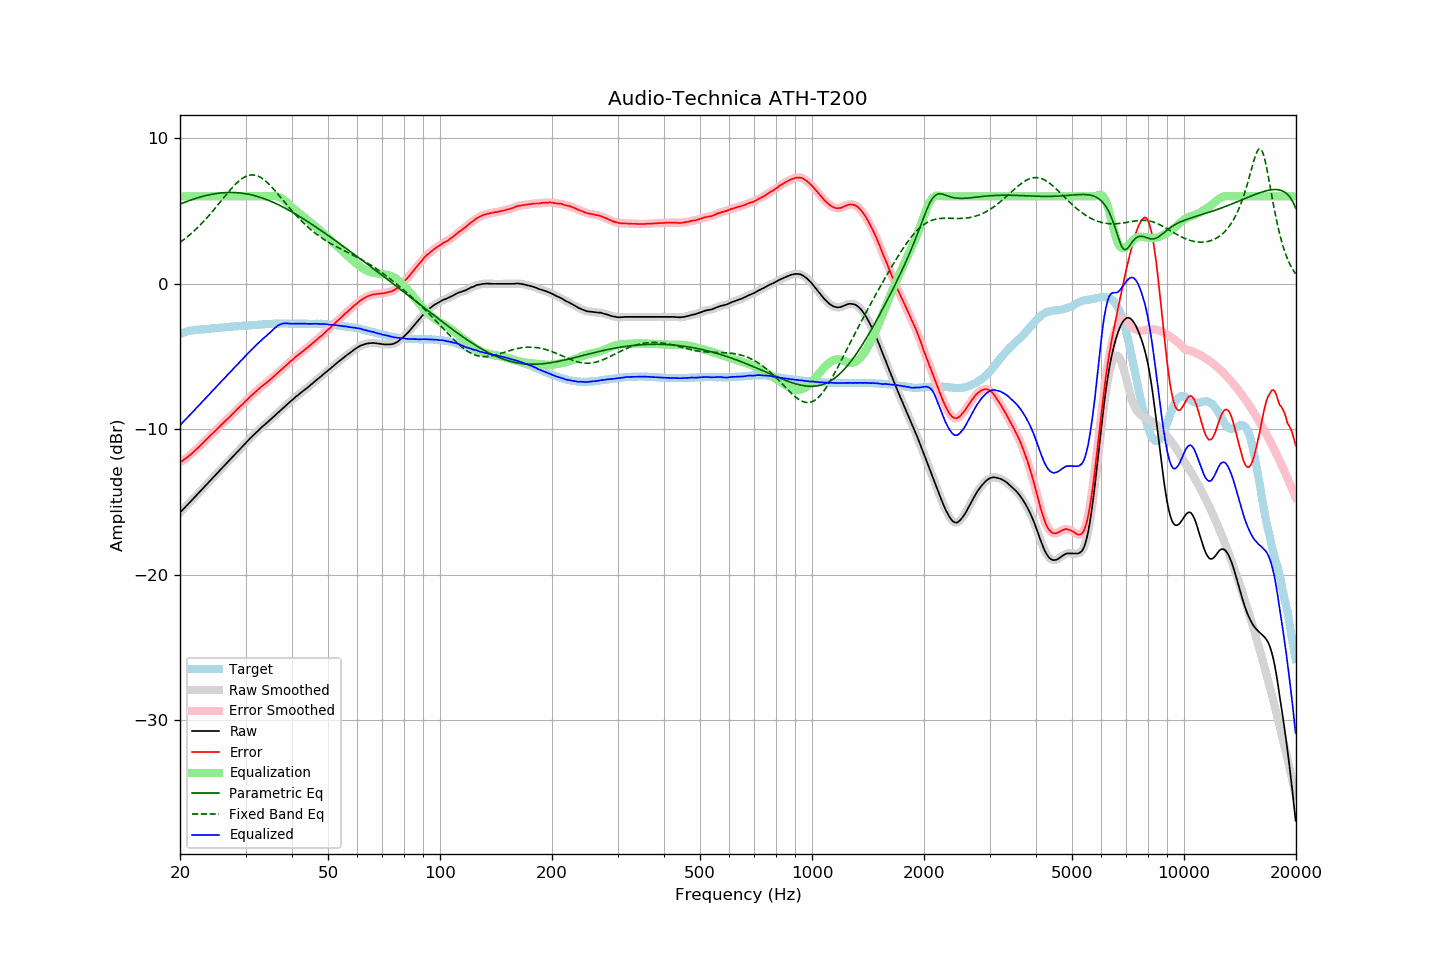 Audio-Technica ATH-T200
Amplitude (dBr)
10
0
−10
−20
−30
Target
Raw Smoothed
Error Smoothed
Raw
Error
Equalization
Parametric Eq
Fixed Band Eq
Equalized
20 50 100 200 500 1000 2000 5000 10000 20000
Frequency (Hz)